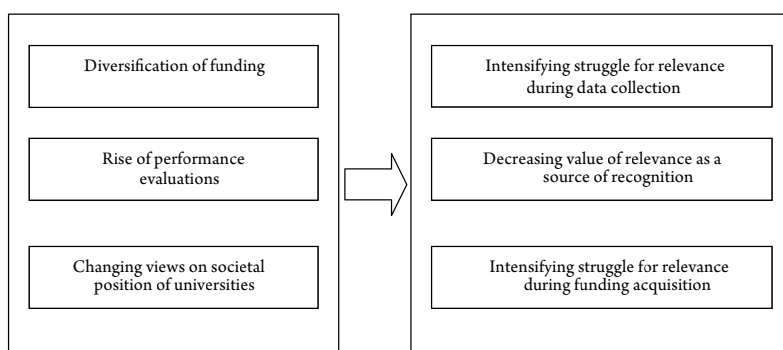 Diversification of funding
Rise of performance
evaluations
Changing views on societal
position of universities
Intensifying struggle for relevance
during data collection
Decreasing value of relevance as a
source of recognition
Intensifying struggle for relevance
during funding acquisition